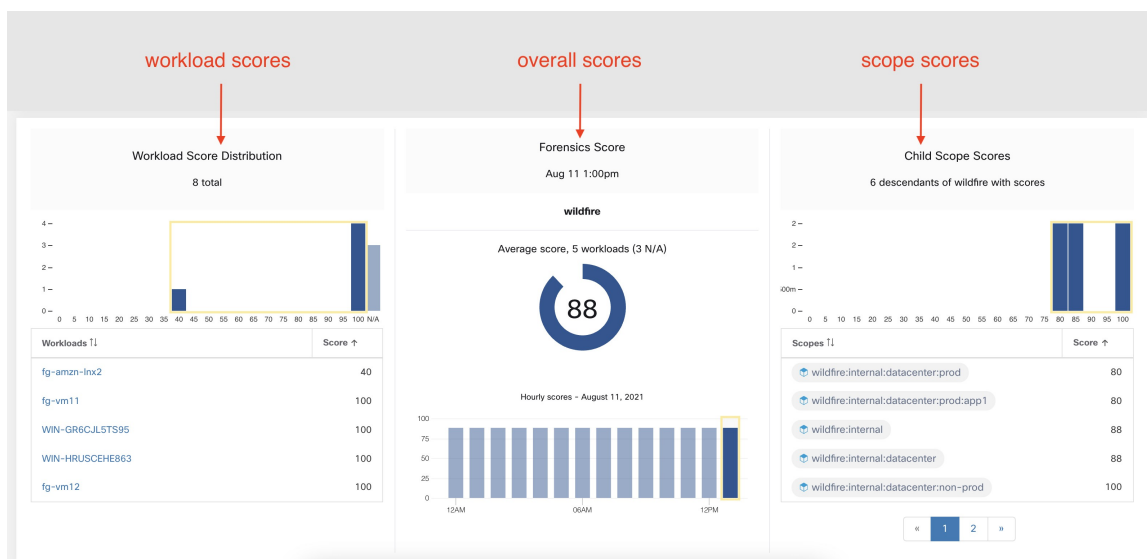 workload scores
overall scores
scope scores
Workload Score Distribution
8 total
4
3
2
1
0
0 5 10 15 20 25 30 35 40 45 50 55 60 65 70 75 80 85 90 95 100 N/A
Workloads ↑↓ Score ↑
fg-amzn-lnx2 40
fg-vm11 100
WIN-GR6CJL5TS95 100
WIN-HRUSCEHE863 100
fg-vm12 100
Forensics Score
Aug 11 1:00pm
wildfire
Average score, 5 workloads (3 N/A)
88
Hourly scores - August 11, 2021
100
75
50
25
0
12AM 06AM 12PM
Child Scope Scores
6 descendants of wildfire with scores
2
2
1
00m
0
0 5 10 15 20 25 30 35 40 45 50 55 60 65 70 75 80 85 90 95 100
Scopes ↑↓ Score ↑
wildfire:internal:datacenter:prod 80
wildfire:internal:datacenter:prod:app1 80
wildfire:internal 88
wildfire:internal:datacenter 88
wildfire:internal:datacenter:non-prod 100
« 1 2 »